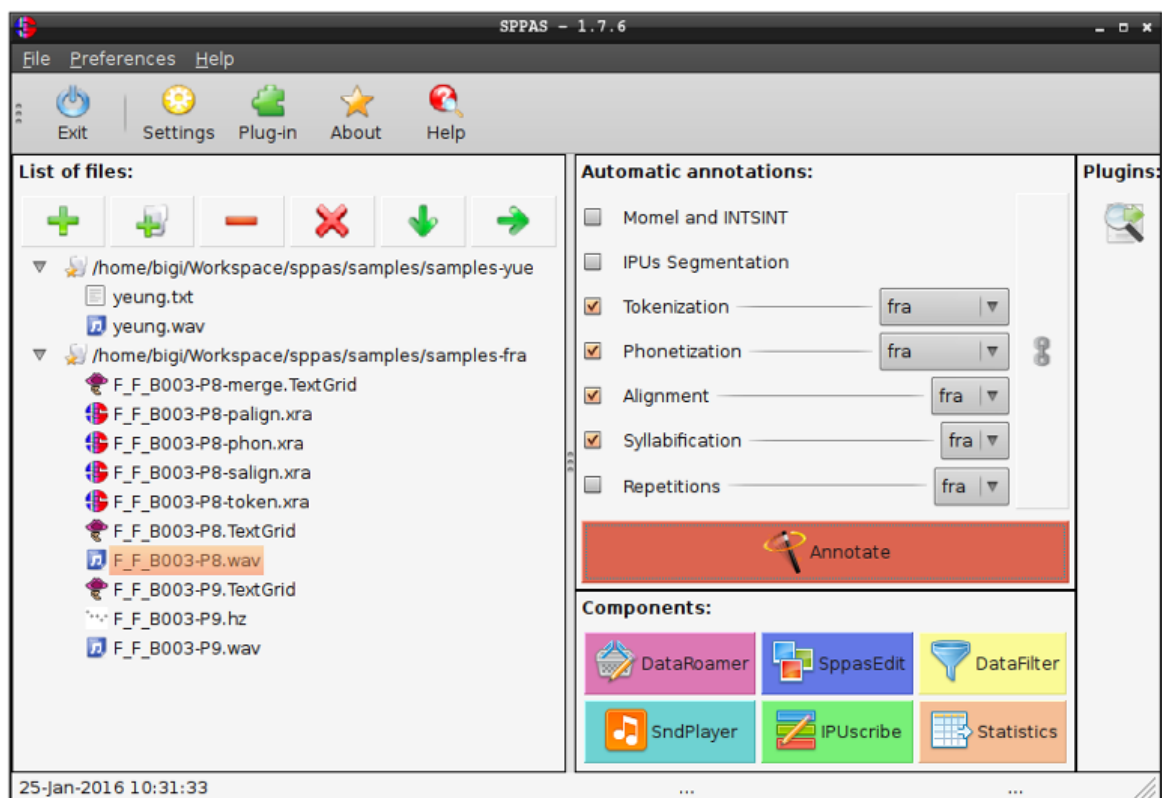 SPPAS - 1.7.6
File Preferences Help
Exit Settings Plug-in About Help
List of files:
/home/bigi/Workspace/sppas/samples/samples-yue
yeung.txt
yeung.wav
/home/bigi/Workspace/sppas/samples/samples-fra
F_F_B003-P8-merge.TextGrid
F_F_B003-P8-palign.xra
F_F_B003-P8-phon.xra
F_F_B003-P8-salign.xra
F_F_B003-P8-token.xra
F_F_B003-P8.TextGrid
F_F_B003-P8.wav
F_F_B003-P9.TextGrid
F_F_B003-P9.hz
F_F_B003-P9.wav
Automatic annotations:
Momel and INTSINT
IPUs Segmentation
Tokenization fra
Phonetization fra
Alignment fra
Syllabification fra
Repetitions fra
Annotate
Components:
DataRoamer SppasEdit DataFilter
SndPlayer IPUscribe Statistics
Plugins:
25-Jan-2016 10:31:33 ... ...